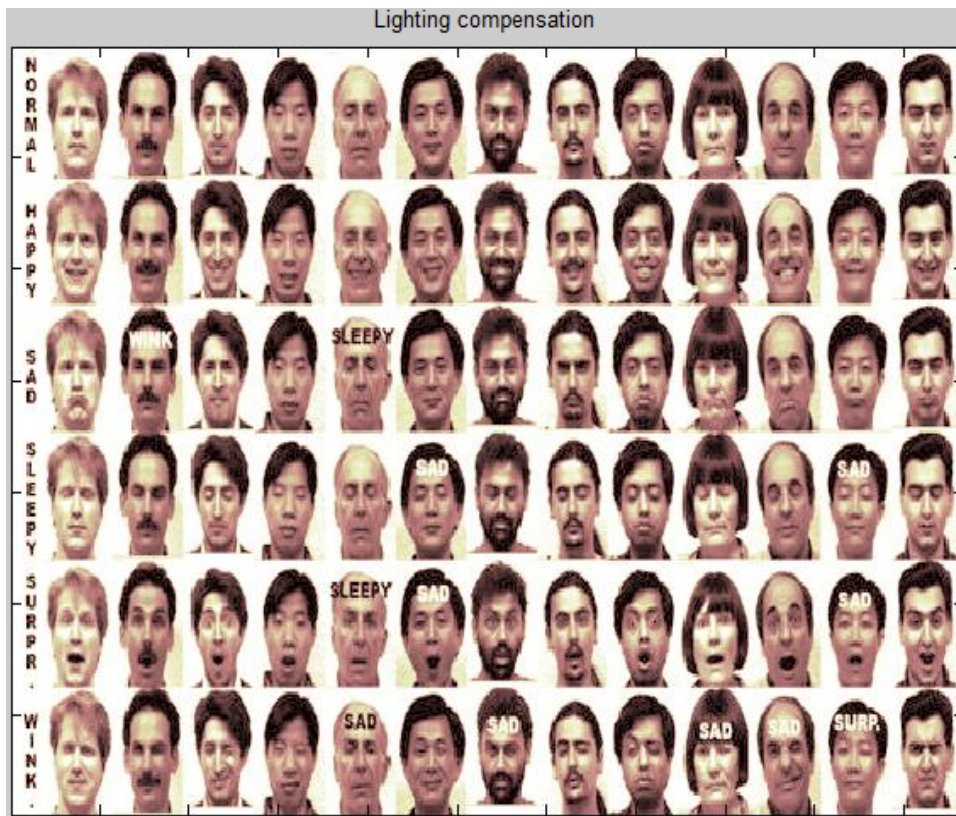 Lighting compensation
NORMAL
HAPPY
SAD
WINK
SLEEPY
SLEEPY
SAD
SAD
SURPR.
SLEEPY
SAD
SAD
WINK.
SAD
SAD
SAD
SAD
SURP.